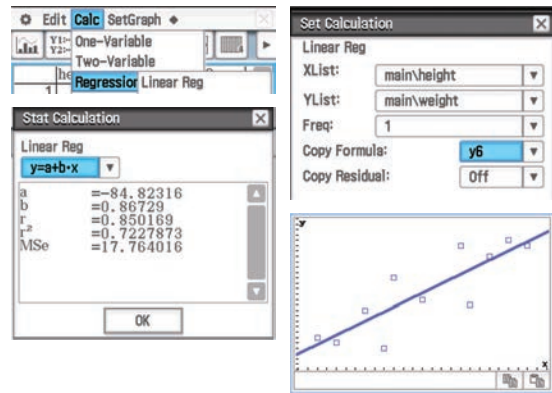 Edit Calc SetGraph
One-Variable
Two-Variable
Regression Linear Reg
1
Stat Calculation
Linear Reg
y=a+b·x
a =-84.82316
b =0.86729
r =0.850169
r² =0.7227873
MSe =17.764016
OK
Set Calculation
Linear Reg
XList: main\height
YList: main\weight
Freq: 1
Copy Formula: y6
Copy Residual: Off
y
x